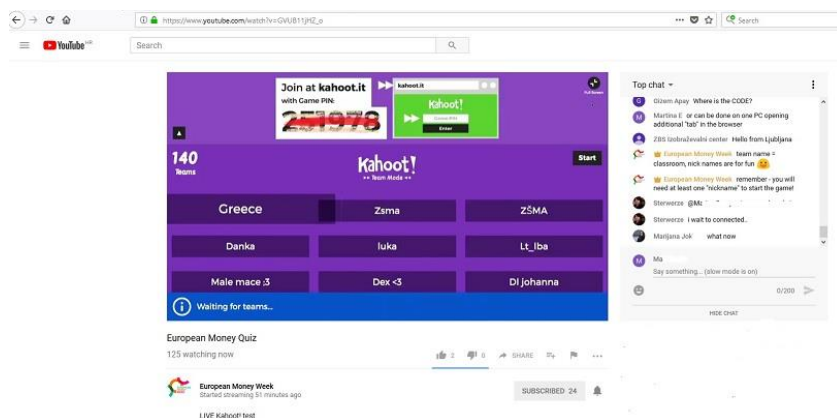 https://www.youtube.com/watch?v=GVUB11jHZ_o
Search
YouTube
Search
Join at kahoot.it
with Game PIN:
251978
kahoot.it
Kahoot!
Enter
140
Teams
Kahoot!
Team Mode
Start
Greece
Zsma
ZŠMA
Danka
luka
Lt_lba
Male mace ;3
Dex <3
DI johanna
Waiting for teams...
European Money Quiz
125 watching now
2
0
SHARE
European Money Week
Started streaming 51 minutes ago
SUBSCRIBED 24
LIVE Kahoot! test
Top chat
G
Gizem Apay Where is the CODE?
M
Martina E or can be done on one PC opening
additional "tab" in the browser
ZBS Izobraževalni center Hello from Ljubljana
European Money Week team name =
classroom, nick names are for fun
European Money Week remember - you will
need at least one "nickname" to start the game!
Sterwerze @Ma
Sterwerze I wait to connected..
Marijana Jok what now
M
Ma
Say something... (slow mode is on)
0/200
HIDE CHAT